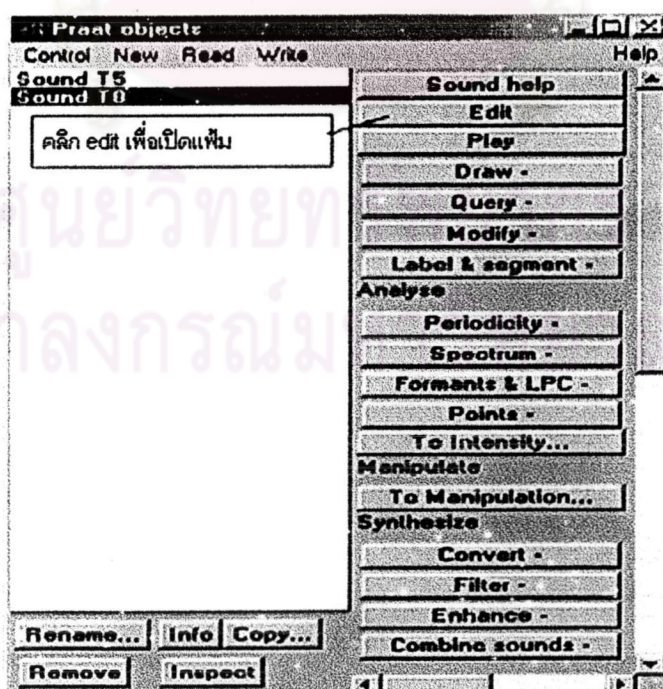 Praat objects
Control New Read Write Help
Sound T5
Sound T0
คลิก edit เพื่อเปิดแฟ้ม
Sound help
Edit
Play
Draw -
Query -
Modify -
Label & segment -
Analyse
Periodicity -
Spectrum -
Formants & LPC -
Points -
To Intensity...
Manipulate
To Manipulation...
Synthesize
Convert -
Filter -
Enhance -
Combine sounds -
Rename... Info Copy...
Remove Inspect